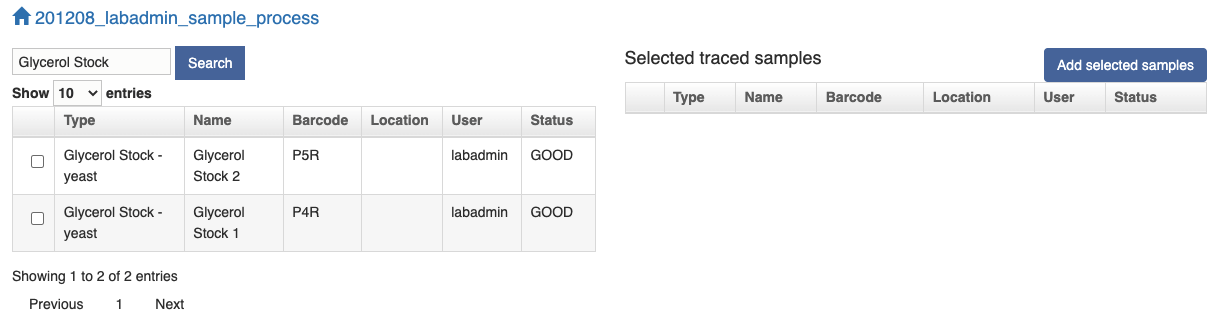 201208_labadmin_sample_process
Glycerol Stock Search
Show 10 entries
Type Name Barcode Location User Status
Glycerol Stock - yeast Glycerol Stock 2 P5R labadmin GOOD
Glycerol Stock - yeast Glycerol Stock 1 P4R labadmin GOOD
Showing 1 to 2 of 2 entries
Previous 1 Next
Selected traced samples Add selected samples
Type Name Barcode Location User Status